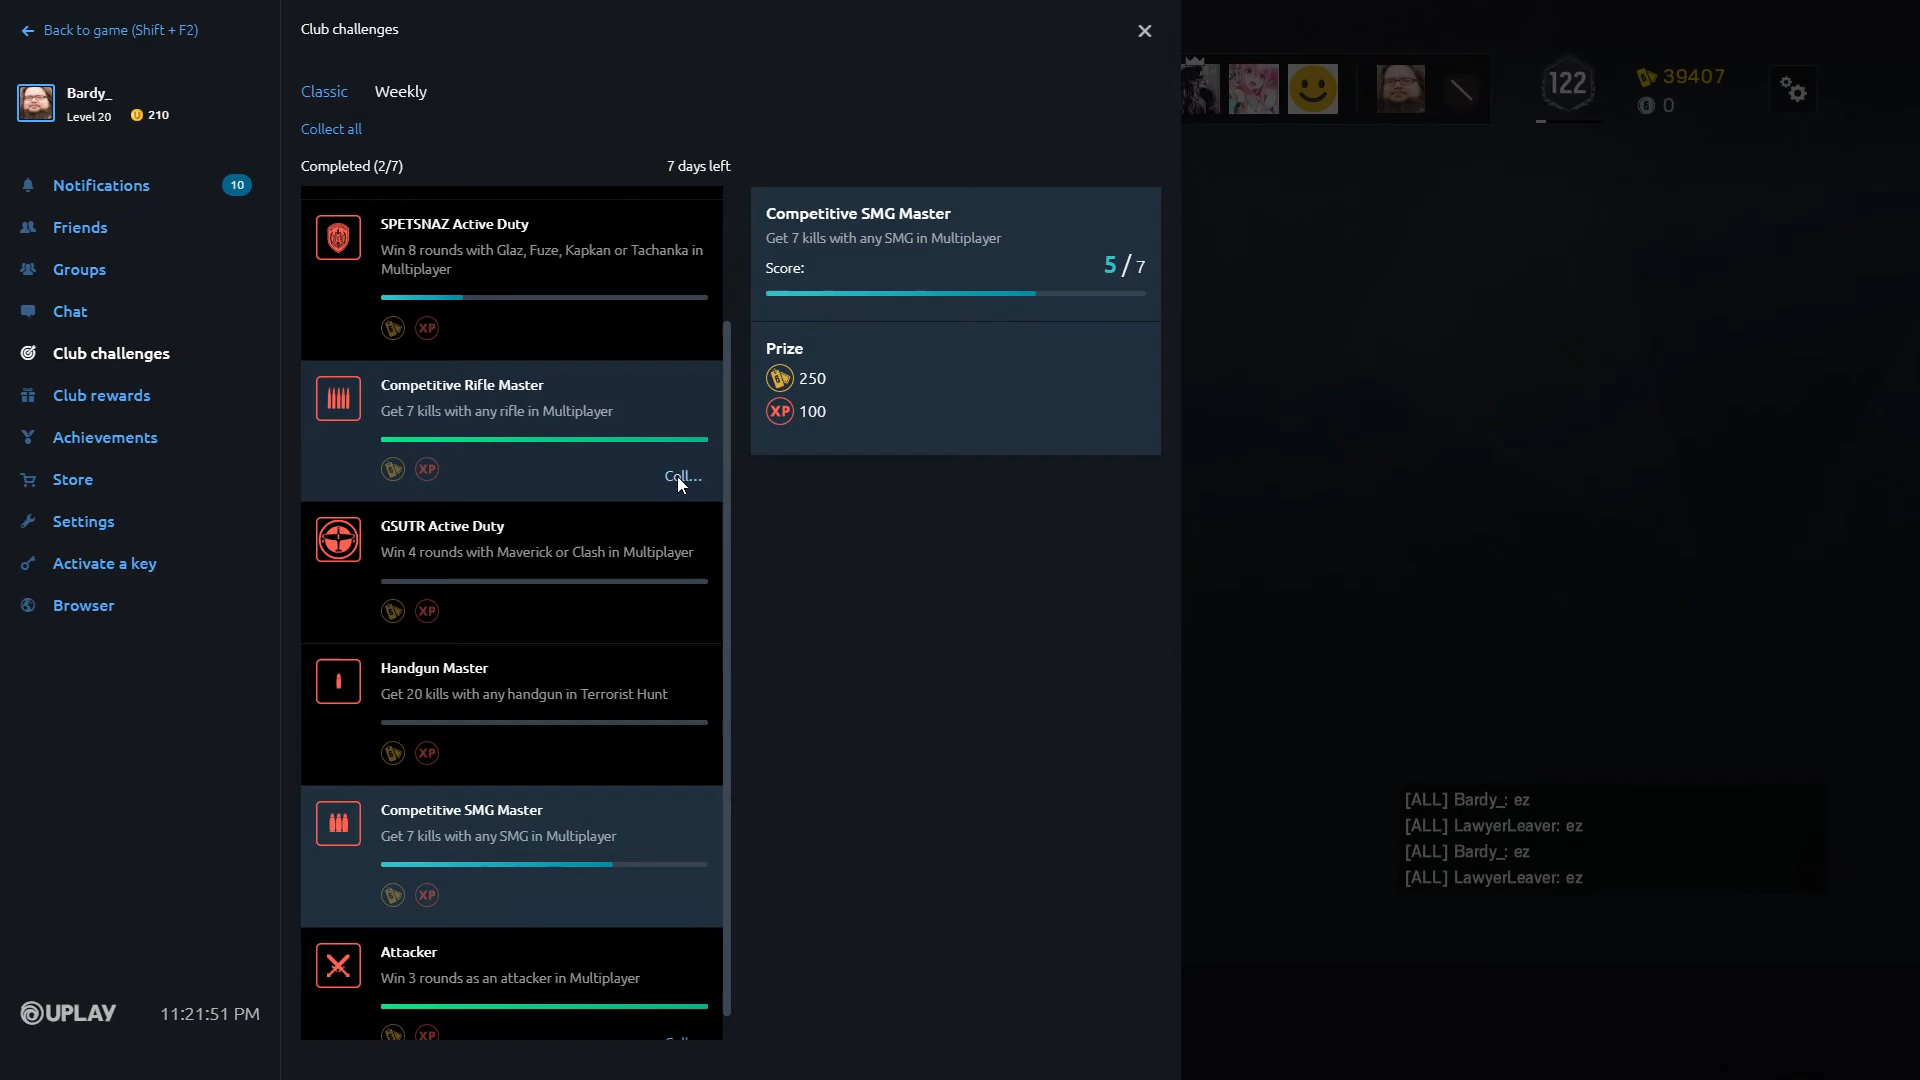 Back to game (Shift + F2)
Bardy_
Level 20
210
Notifications
10
Friends
Groups
Chat
Club challenges
Club rewards
Achievements
Store
Settings
Activate a key
Browser
UPLAY
11:21:51 PM
Club challenges
Classic
Weekly
Collect all
Completed (2/7)
7 days left
SPETSNAZ Active Duty
Win 8 rounds with Glaz, Fuze, Kapkan or Tachanka in
Multiplayer
XP
Competitive Rifle Master
Get 7 kills with any rifle in Multiplayer
XP
Coll...
GSUTR Active Duty
Win 4 rounds with Maverick or Clash in Multiplayer
XP
Handgun Master
Get 20 kills with any handgun in Terrorist Hunt
XP
Competitive SMG Master
Get 7 kills with any SMG in Multiplayer
XP
Attacker
Win 3 rounds as an attacker in Multiplayer
XP
Competitive SMG Master
Get 7 kills with any SMG in Multiplayer
Score:
5 / 7
Prize
250
XP 100
122
39407
0
[ALL] Bardy_: ez
[ALL] LawyerLeaver: ez
[ALL] Bardy_: ez
[ALL] LawyerLeaver: ez